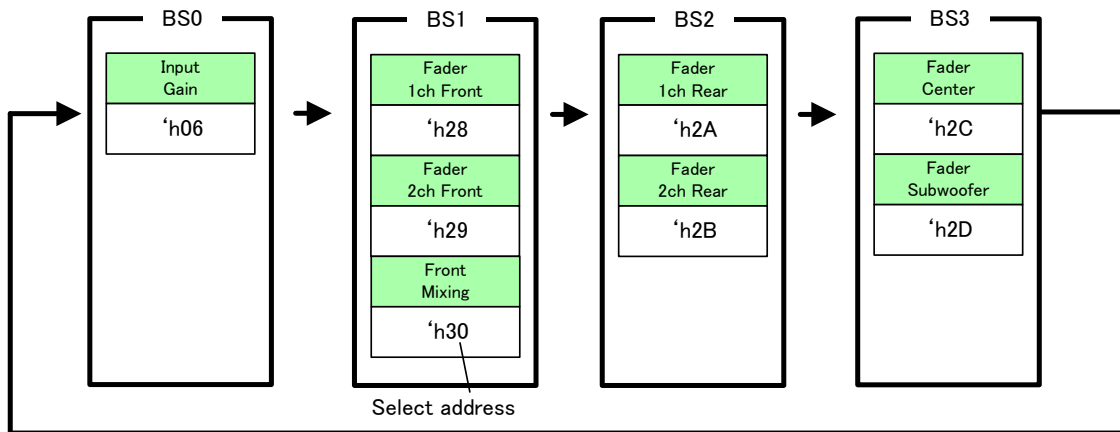 BS0
Input
Gain
‘h06
BS1
Fader
1ch Front
‘h28
Fader
2ch Front
‘h29
Front
Mixing
‘h30
Select address
BS2
Fader
1ch Rear
‘h2A
Fader
2ch Rear
‘h2B
BS3
Fader
Center
‘h2C
Fader
Subwoofer
‘h2D